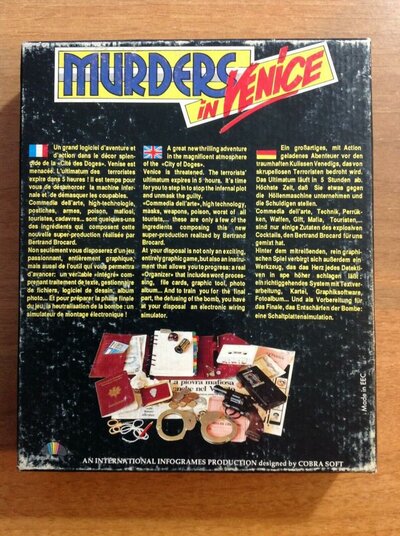 MURDERS
IN VENICE
Un grand logiciel d'aventure et
d'action dans le décor splen-
dide de la «Cité des Doges». Venise est
menacée. L'ultimatum des terroristes
expire dans 5 heures ! Il est temps pour
vous de désamorcer la machine infer-
nale et de démasquer les coupables.
Commedia dell'arte, high-technology,
postiches, armes, poison, mafiosi,
touristes, cadavres... sont quelques-uns
des ingrédients qui composent cette
nouvelle super-production réalisée par
Bertrand Brocard.
Non seulement vous disposerez d'un jeu
passionnant, entièrement graphique;
mais aussi de l'outil qui vous permettra
d'avancer: un véritable «intégré» com-
prenant traitement de texte, gestionnaire
de fichiers, logiciel de dessin, album
photo... Et pour préparer la phase finale
du jeu, la neutralisation de la bombe : un
simulateur de montage électronique !
A great new thrilling adventure
in the magnificent atmosphere
of the «City of Doges».
Venise is threatened. The terrorists'
ultimatum expires in 5 hours. It's time
for you to step in to stop the infernal plot
and unmask the guilty.
«Commedia dell'arte», high technology,
masks, weapons, poison, worst of all
tourists,... these are only a few of the
ingredients composing this new
super-production realized by Bertrand
Brocard.
At your disposal is not only an exciting,
entirely graphic game, but also an instru-
ment that allows you to progress: a real
«Organizer» that includes word proces-
sing, file cards, graphic tool, photo
album... And to train you for the final
part, the defusing of the bomb, you have
at your disposal an electronic wiring
simulator.
Ein großartiges, mit Action
geladenes Abenteuer vor den
traumhaften Kulissen Venedigs, das von
skrupellosen Terroristen bedroht wird.
Das Ultimatum läuft in 5 Stunden ab.
Höchste Zeit, daß Sie etwas gegen
die Höllenmaschine unternehmen und
die Schuldigen stellen.
Commedia dell'Arte, Technik, Perrük-
ken, Waffen, Gift, Mafia, Touristen...
sind nur einige Zutaten des explosiven
Cocktails, den Bertrand Brocard für uns
gemixt hat.
Hinter dem mitreißenden, rein graphi-
schen Spiel verbirgt sich außerdem ein
Werkzeug, das das Herz jedes Detekti-
ven in spe höher schlagen läßt :
ein richtiggehendes System mit Textver-
arbeitung, Kartei, Graphiksoftware,
Fotoalbum... Und als Vorbereitung für
das Finale, das Entschärfen der Bombe:
eine Schaltplansimulation.
a piovra mafiosa
anche nel
Made in EEC.
AN INTERNATIONAL INFOGRAMES PRODUCTION designed by COBRA SOFT